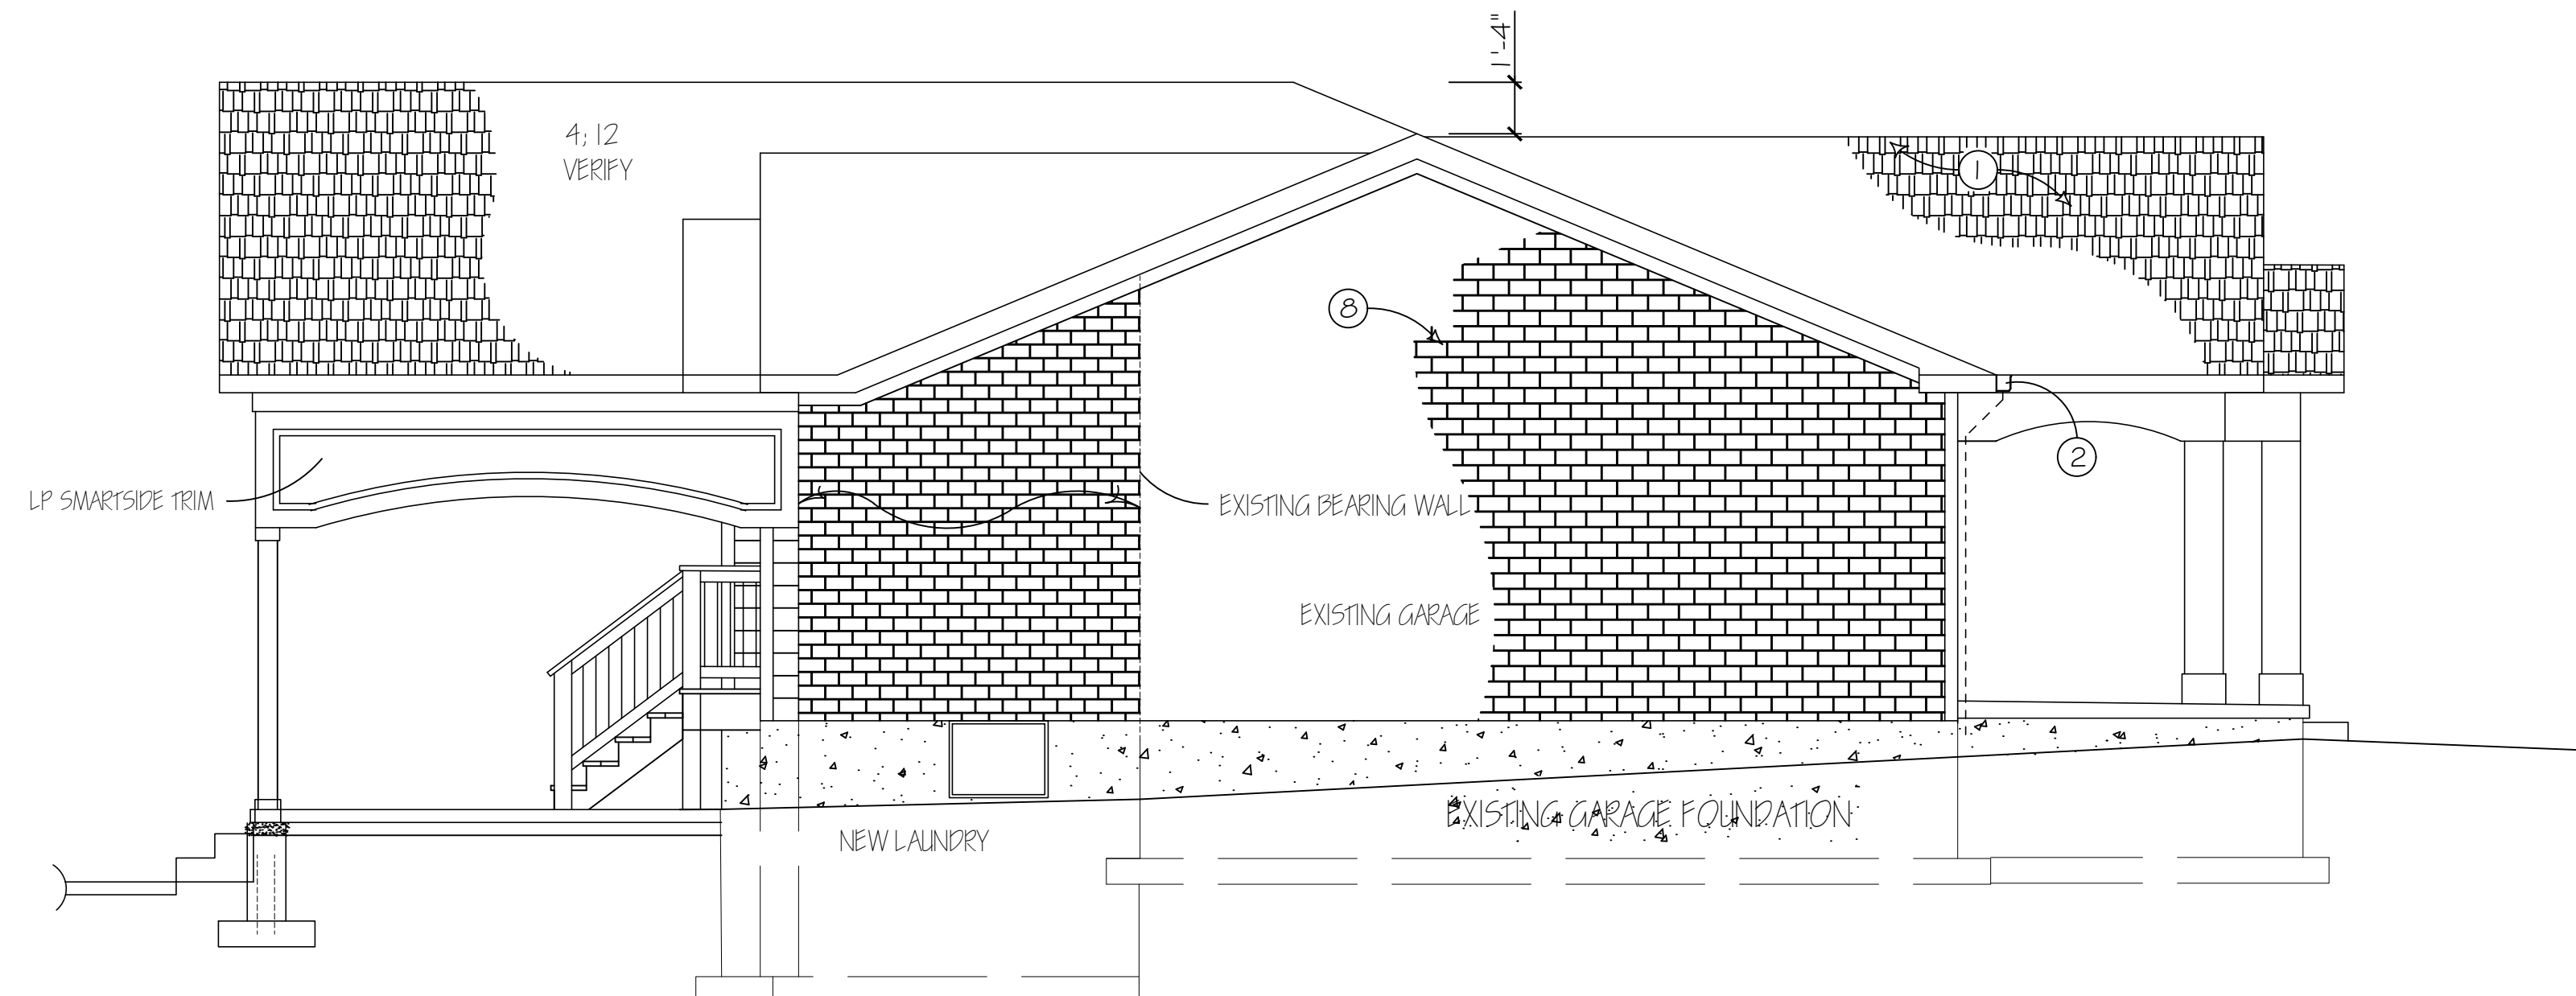 1'-4"
4;12
VERIFY
1
8
2
LP SMARTSIDE TRIM
EXISTING BEARING WALL
EXISTING GARAGE
EXISTING GARAGE FOUNDATION
NEW LAUNDRY